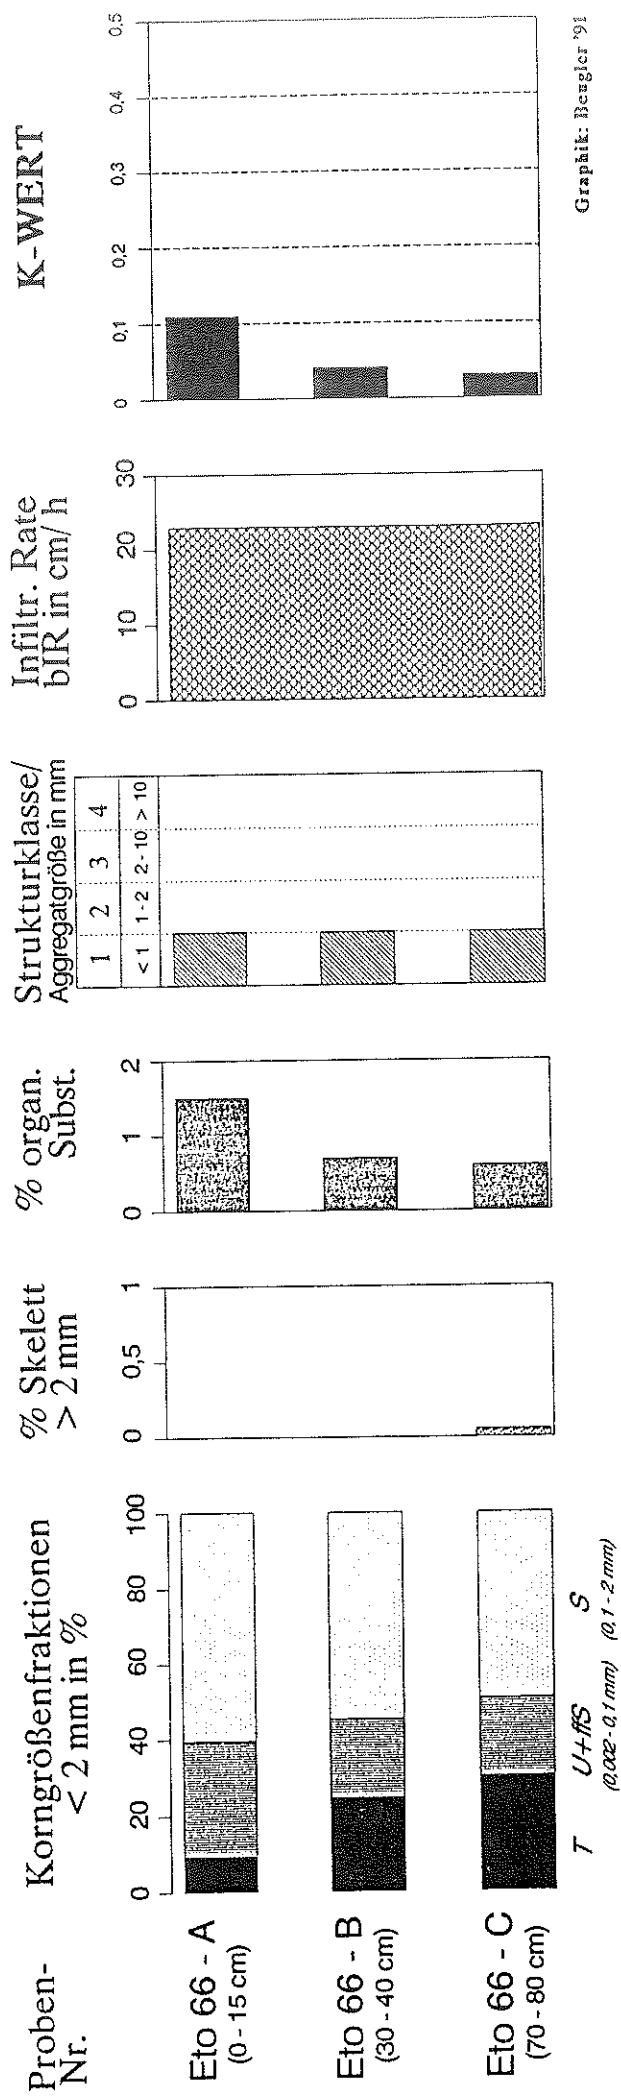 Proben-
Nr.
Korngrößenfraktionen
< 2 mm in %
% Skelett
> 2 mm
% organ.
Subst.
Strukturklasse/
Aggregatgröße in mm
Infiltr. Rate
bIR in cm/h
K-WERT
0 20 40 60 80 100
0 0,5 1
0 1 2
1 2 3 4
< 1 1 - 2 2 - 10 > 10
0 10 20 30
0 0,1 0,2 0,3 0,4 0,5
Eto 66 - A
(0 - 15 cm)
Eto 66 - B
(30 - 40 cm)
Eto 66 - C
(70 - 80 cm)
T U+ffS S
(0,002 - 0,1 mm) (0,1 - 2 mm)
Graphik: Beugler '91